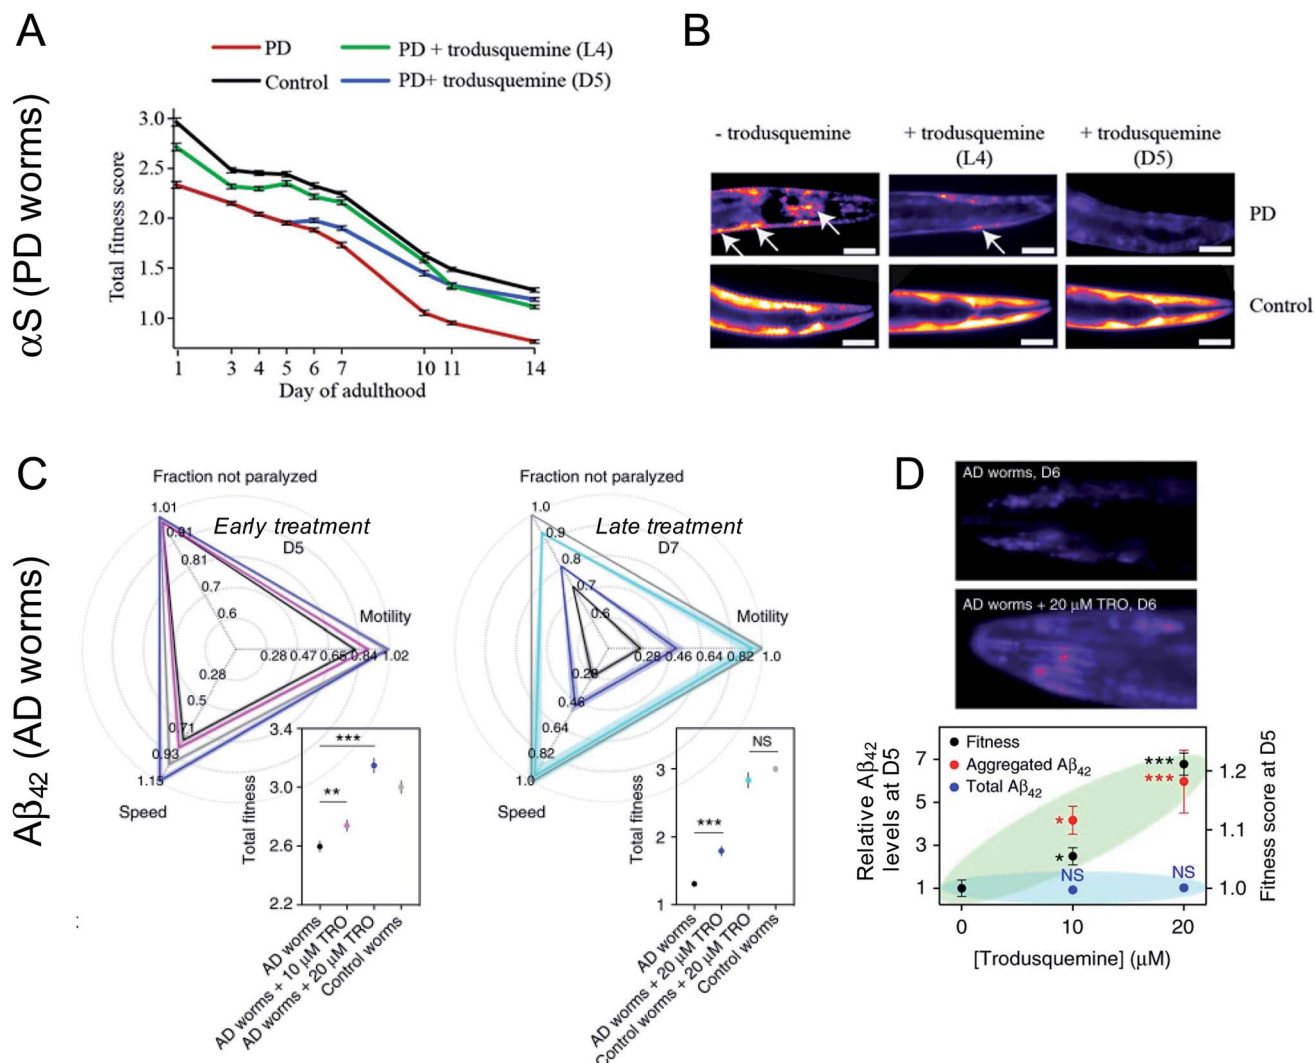 A
PD
PD + trodusquemine (L4)
Control
PD+ trodusquemine (D5)
αS (PD worms)
Total fitness score
3.0
2.5
2.0
1.5
1.0
1 3 4 5 6 7 10 11 14
Day of adulthood
B
- trodusquemine
+ trodusquemine
(L4)
+ trodusquemine
(D5)
PD
Control
C
Aβ42 (AD worms)
Fraction not paralyzed
Early treatment
D5
1.01
0.91
0.81
0.7
0.6
Motility
0.28 0.47 0.65 0.84 1.02
0.28
0.5
0.71
0.93
1.15
Speed
Total fitness
3.4
3.0
2.6
2.2
**
***
AD worms
AD worms + 10 μM TRO
AD worms + 20 μM TRO
Control worms
Fraction not paralyzed
Late treatment
D7
1.0
0.9
0.8
0.7
0.6
Motility
0.28 0.46 0.64 0.82 1.0
0.28
0.46
0.64
0.82
1.0
Speed
Total fitness
3
2
1
***
NS
AD worms
AD worms + 20 μM TRO
Control worms + 20 μM TRO
Control worms
:
D
AD worms, D6
AD worms + 20 μM TRO, D6
Relative Aβ42
levels at D5
7
5
3
1
Fitness
Aggregated Aβ42
Total Aβ42
*
*
NS
***
***
NS
1.2
1.1
1.0
Fitness score at D5
0 10 20
[Trodusquemine] (μM)